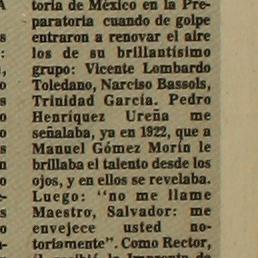 toria de México en la Pre-
paratoria cuando de golpe
entraron a renovar el aire
los de su brillantísimo
grupo: Vicente Lombardo
Toledano, Narciso Bassols,
Trinidad García. Pedro
Henríquez Ureña me
señalaba, ya en 1922, que a
Manuel Gómez Morín le
brillaba el talento desde los
ojos, y en ellos se revelaba.
Luego: "no me llame
Maestro, Salvador: me
envejece usted no-
toriamente". Como Rector,